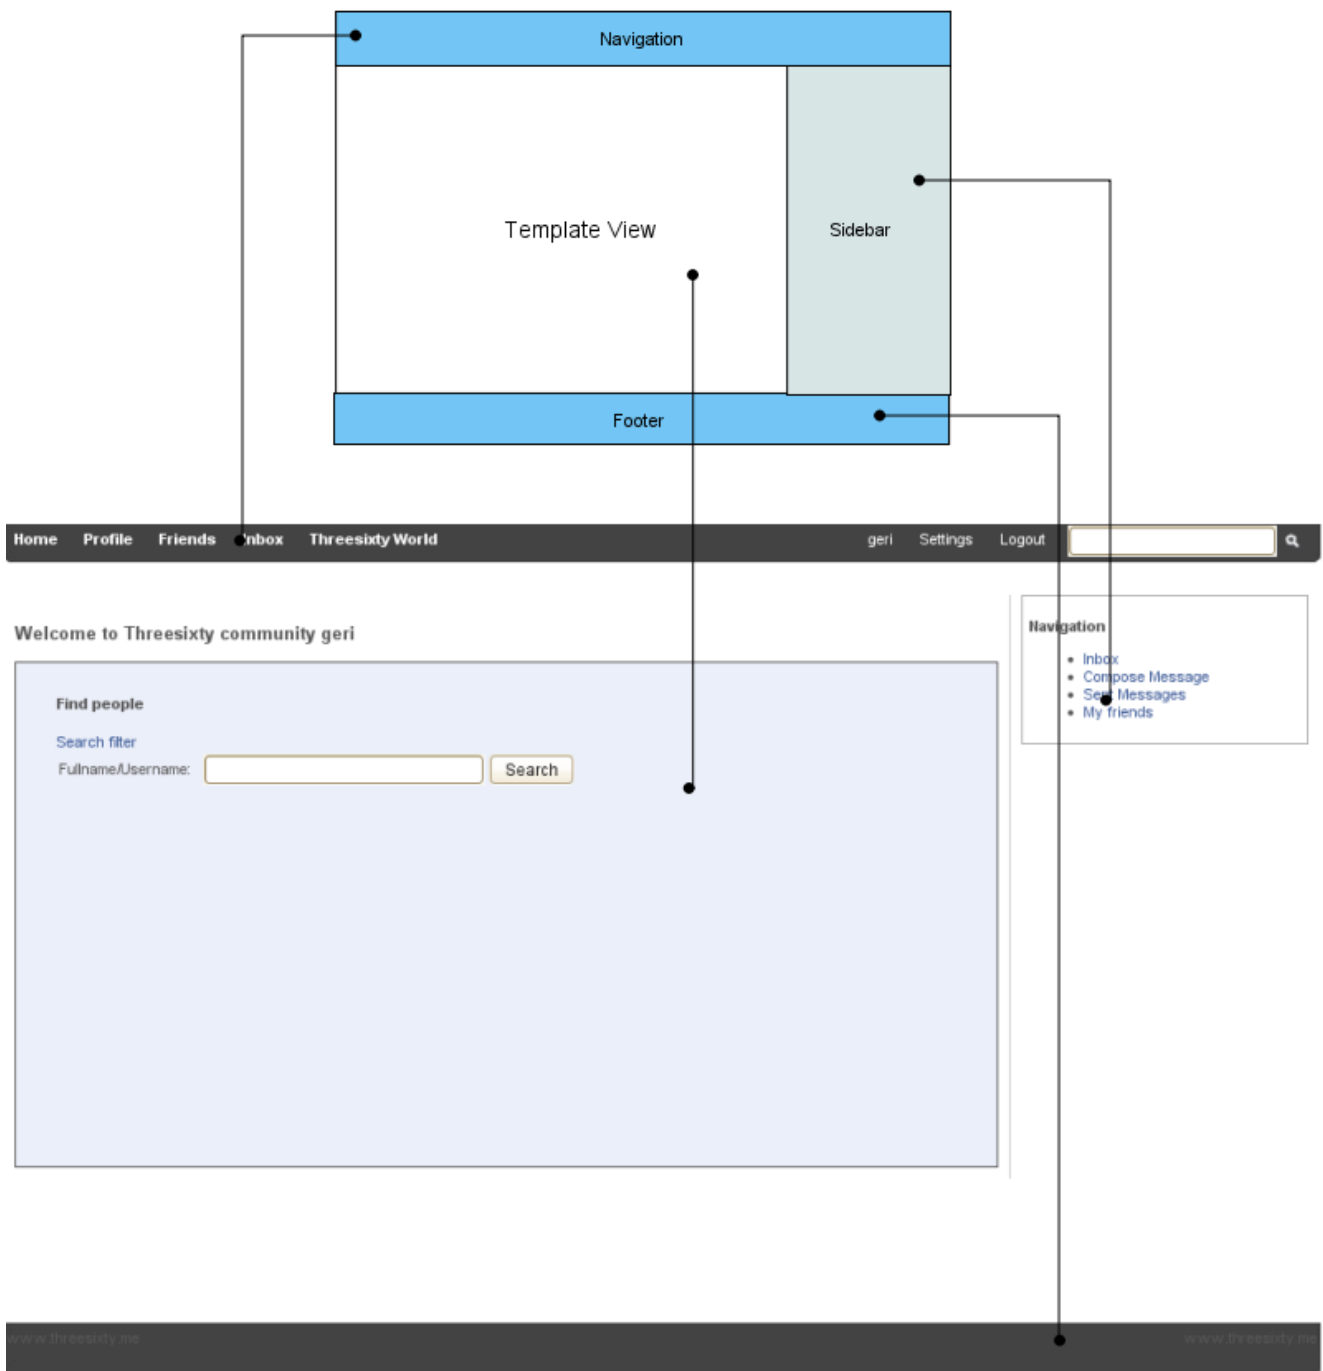 Navigation
Template View
Sidebar
Footer
Home Profile Friends Inbox Threesixty World geri Settings Logout
Welcome to Threesixty community geri
Navigation
Inbox
Compose Message
Sent Messages
My friends
Find people
Search filter
Fullname/Username: Search
www.threesixty.me www.threesixty.me